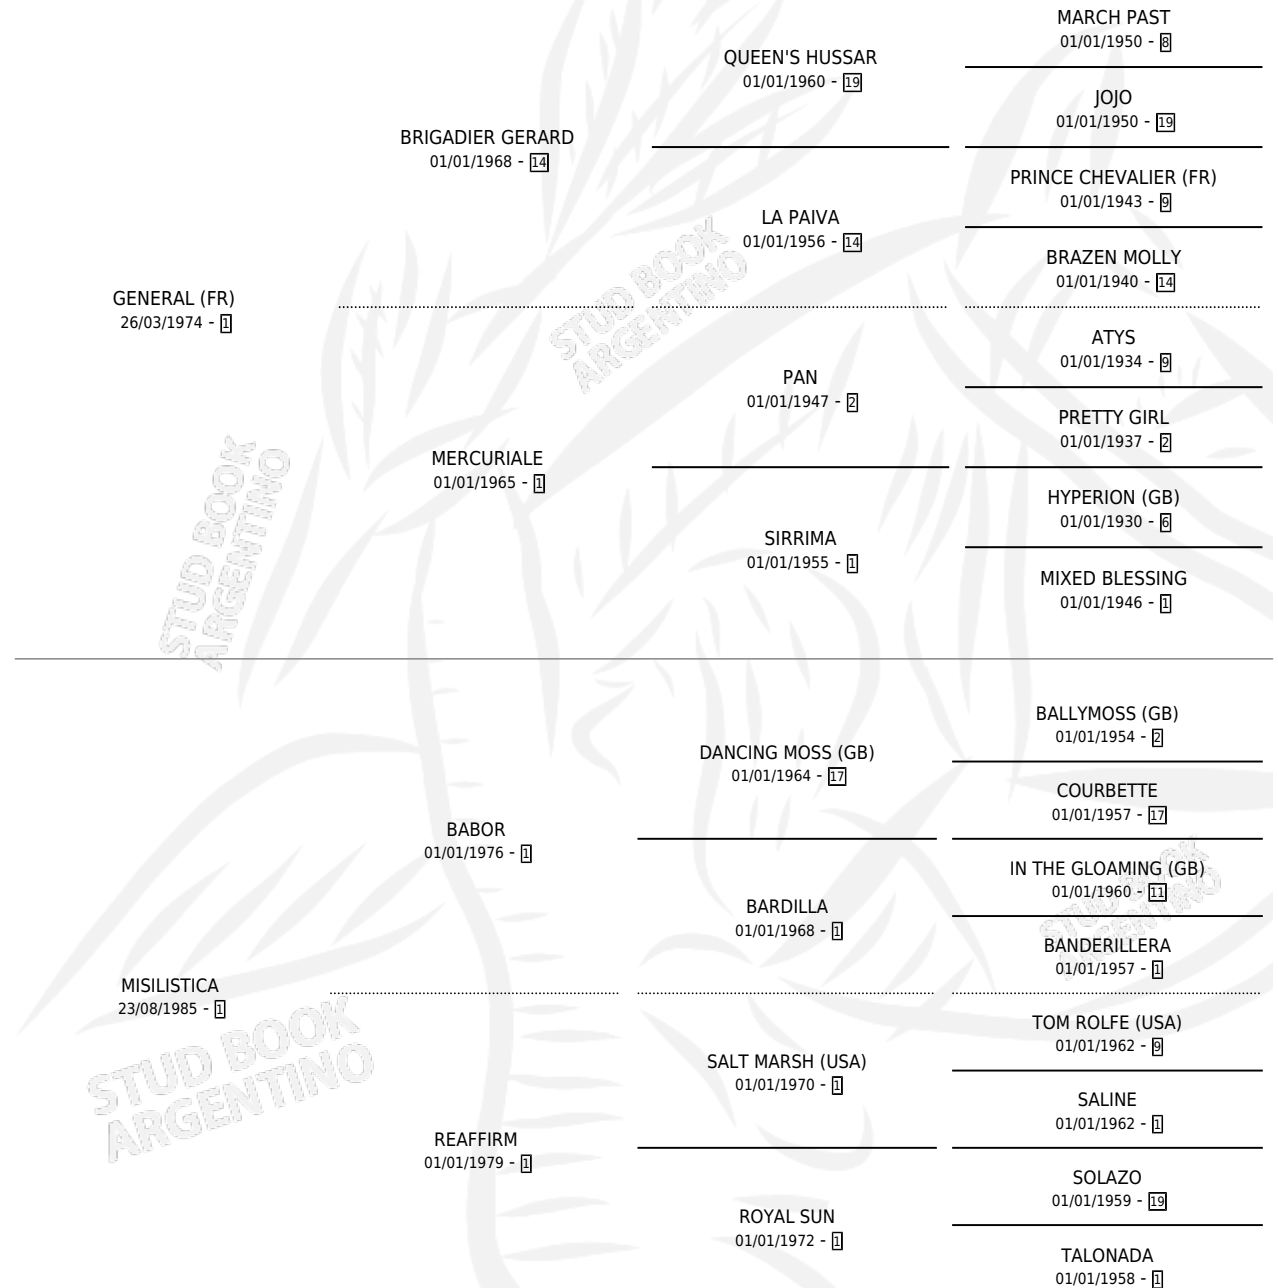 GENERAL (FR)
26/03/1974 - 1
BRIGADIER GERARD
01/01/1968 - 14
QUEEN'S HUSSAR
01/01/1960 - 19
MARCH PAST
01/01/1950 - 8
JOJO
01/01/1950 - 19
LA PAIVA
01/01/1956 - 14
PRINCE CHEVALIER (FR)
01/01/1943 - 9
BRAZEN MOLLY
01/01/1940 - 14
MERCURIALE
01/01/1965 - 1
PAN
01/01/1947 - 2
ATYS
01/01/1934 - 9
PRETTY GIRL
01/01/1937 - 2
SIRRIMA
01/01/1955 - 1
HYPERION (GB)
01/01/1930 - 6
MIXED BLESSING
01/01/1946 - 1
MISILISTICA
23/08/1985 - 1
BABOR
01/01/1976 - 1
DANCING MOSS (GB)
01/01/1964 - 17
BALLYMOSS (GB)
01/01/1954 - 2
COURBETTE
01/01/1957 - 17
BARDILLA
01/01/1968 - 1
IN THE GLOAMING (GB)
01/01/1960 - 11
BANDERILLERA
01/01/1957 - 1
REAFFIRM
01/01/1979 - 1
SALT MARSH (USA)
01/01/1970 - 1
TOM ROLFE (USA)
01/01/1962 - 9
SALINE
01/01/1962 - 1
ROYAL SUN
01/01/1972 - 1
SOLAZO
01/01/1959 - 19
TALONADA
01/01/1958 - 1
STUD BOOK
ARGENTINO
STUD BOOK
ARGENTINO
STUD BOOK
ARGENTINO
STUD BOOK
ARGENTINO